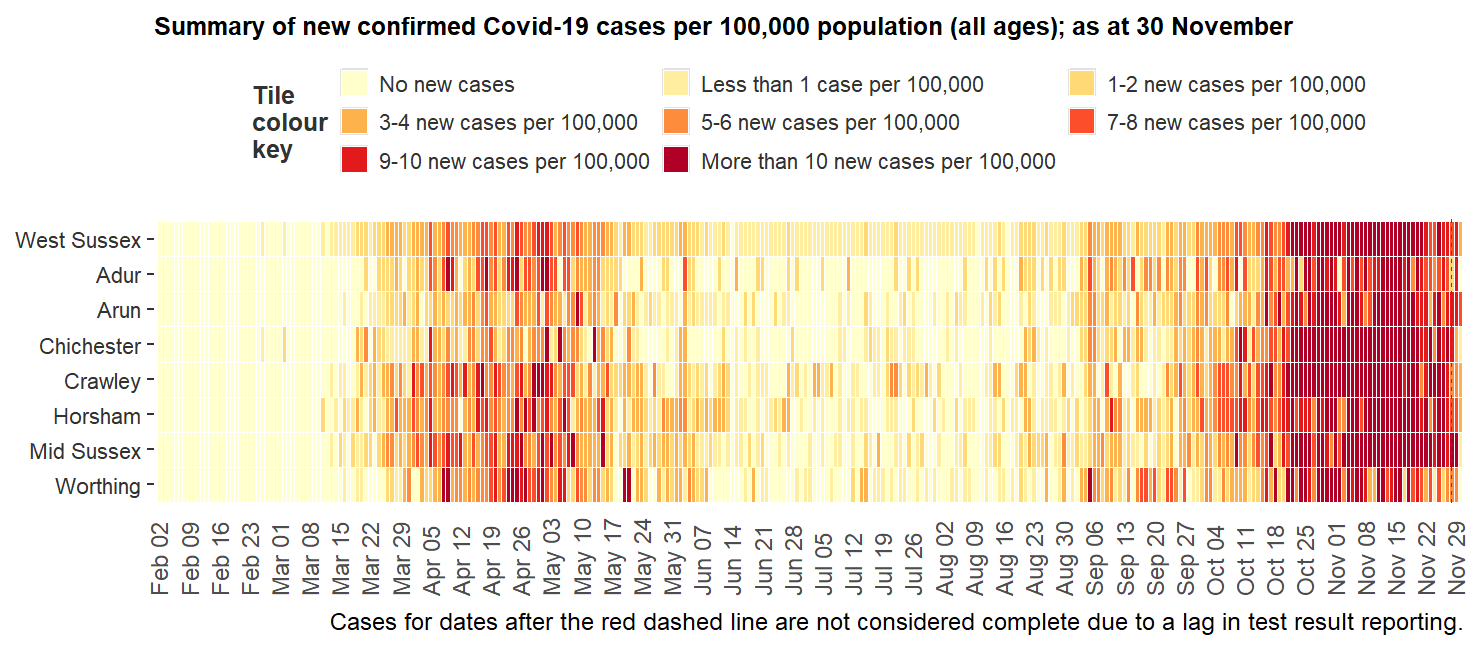 Summary of new confirmed Covid-19 cases per 100,000 population (all ages); as at 30 November
Tile colour key
No new cases
Less than 1 case per 100,000
1-2 new cases per 100,000
3-4 new cases per 100,000
5-6 new cases per 100,000
7-8 new cases per 100,000
9-10 new cases per 100,000
More than 10 new cases per 100,000
West Sussex
Adur
Arun
Chichester
Crawley
Horsham
Mid Sussex
Worthing
Feb 02
Feb 09
Feb 16
Feb 23
Mar 01
Mar 08
Mar 15
Mar 22
Mar 29
Apr 05
Apr 12
Apr 19
Apr 26
May 03
May 10
May 17
May 24
May 31
Jun 07
Jun 14
Jun 21
Jun 28
Jul 05
Jul 12
Jul 19
Jul 26
Aug 02
Aug 09
Aug 16
Aug 23
Aug 30
Sep 06
Sep 13
Sep 20
Sep 27
Oct 04
Oct 11
Oct 18
Oct 25
Nov 01
Nov 08
Nov 15
Nov 22
Nov 29
Cases for dates after the red dashed line are not considered complete due to a lag in test result reporting.